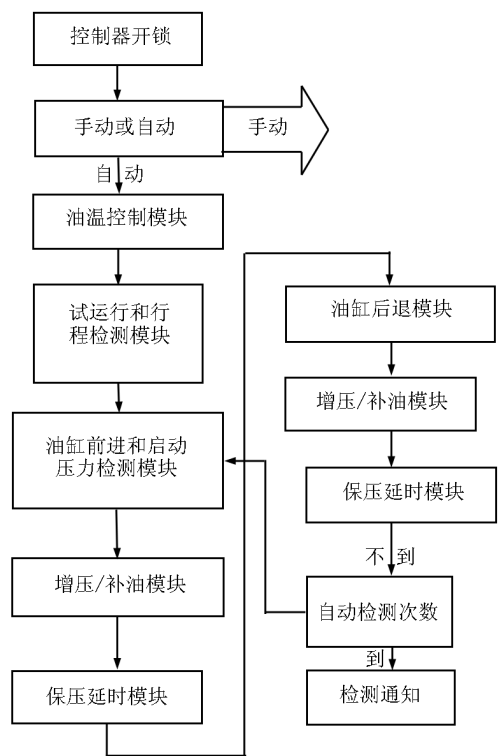 控制器开锁
手动或自动
手动
自动
油温控制模块
试运行和行
程检测模块
油缸前进和启动
压力检测模块
增压/补油模块
保压延时模块
油缸后退模块
增压/补油模块
保压延时模块
不到
自动检测次数
到
检测通知